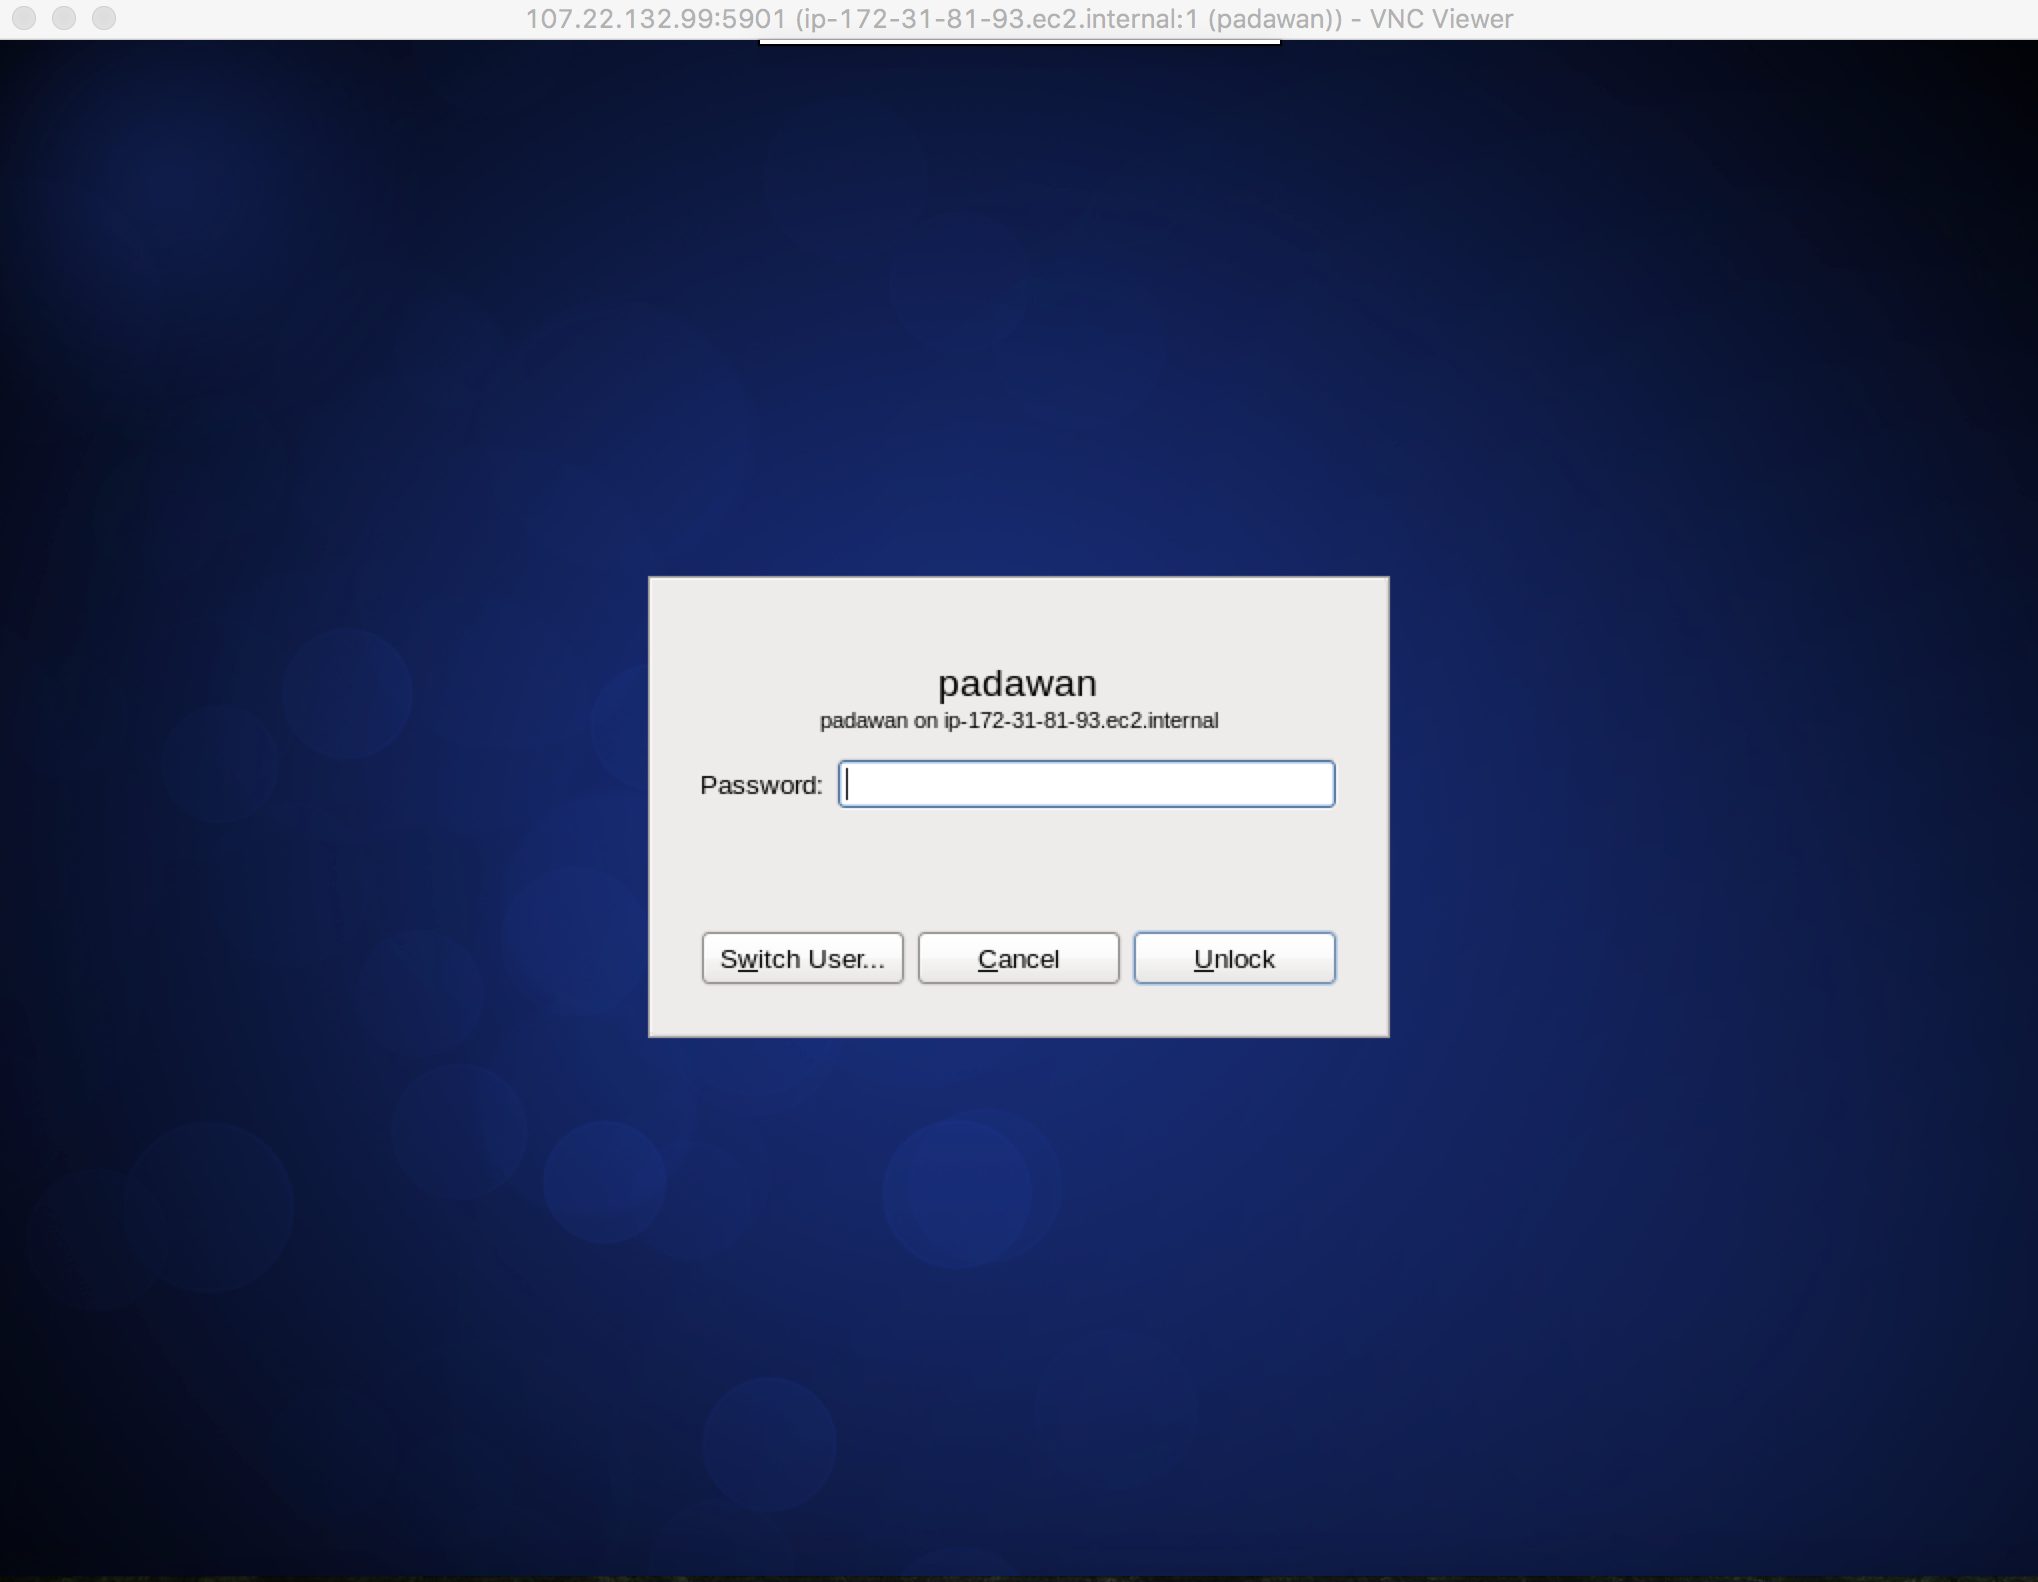 107.22.132.99:5901 (ip-172-31-81-93.ec2.internal:1 (padawan)) - VNC Viewer
padawan
padawan on ip-172-31-81-93.ec2.internal
Password:
Switch User... Cancel Unlock